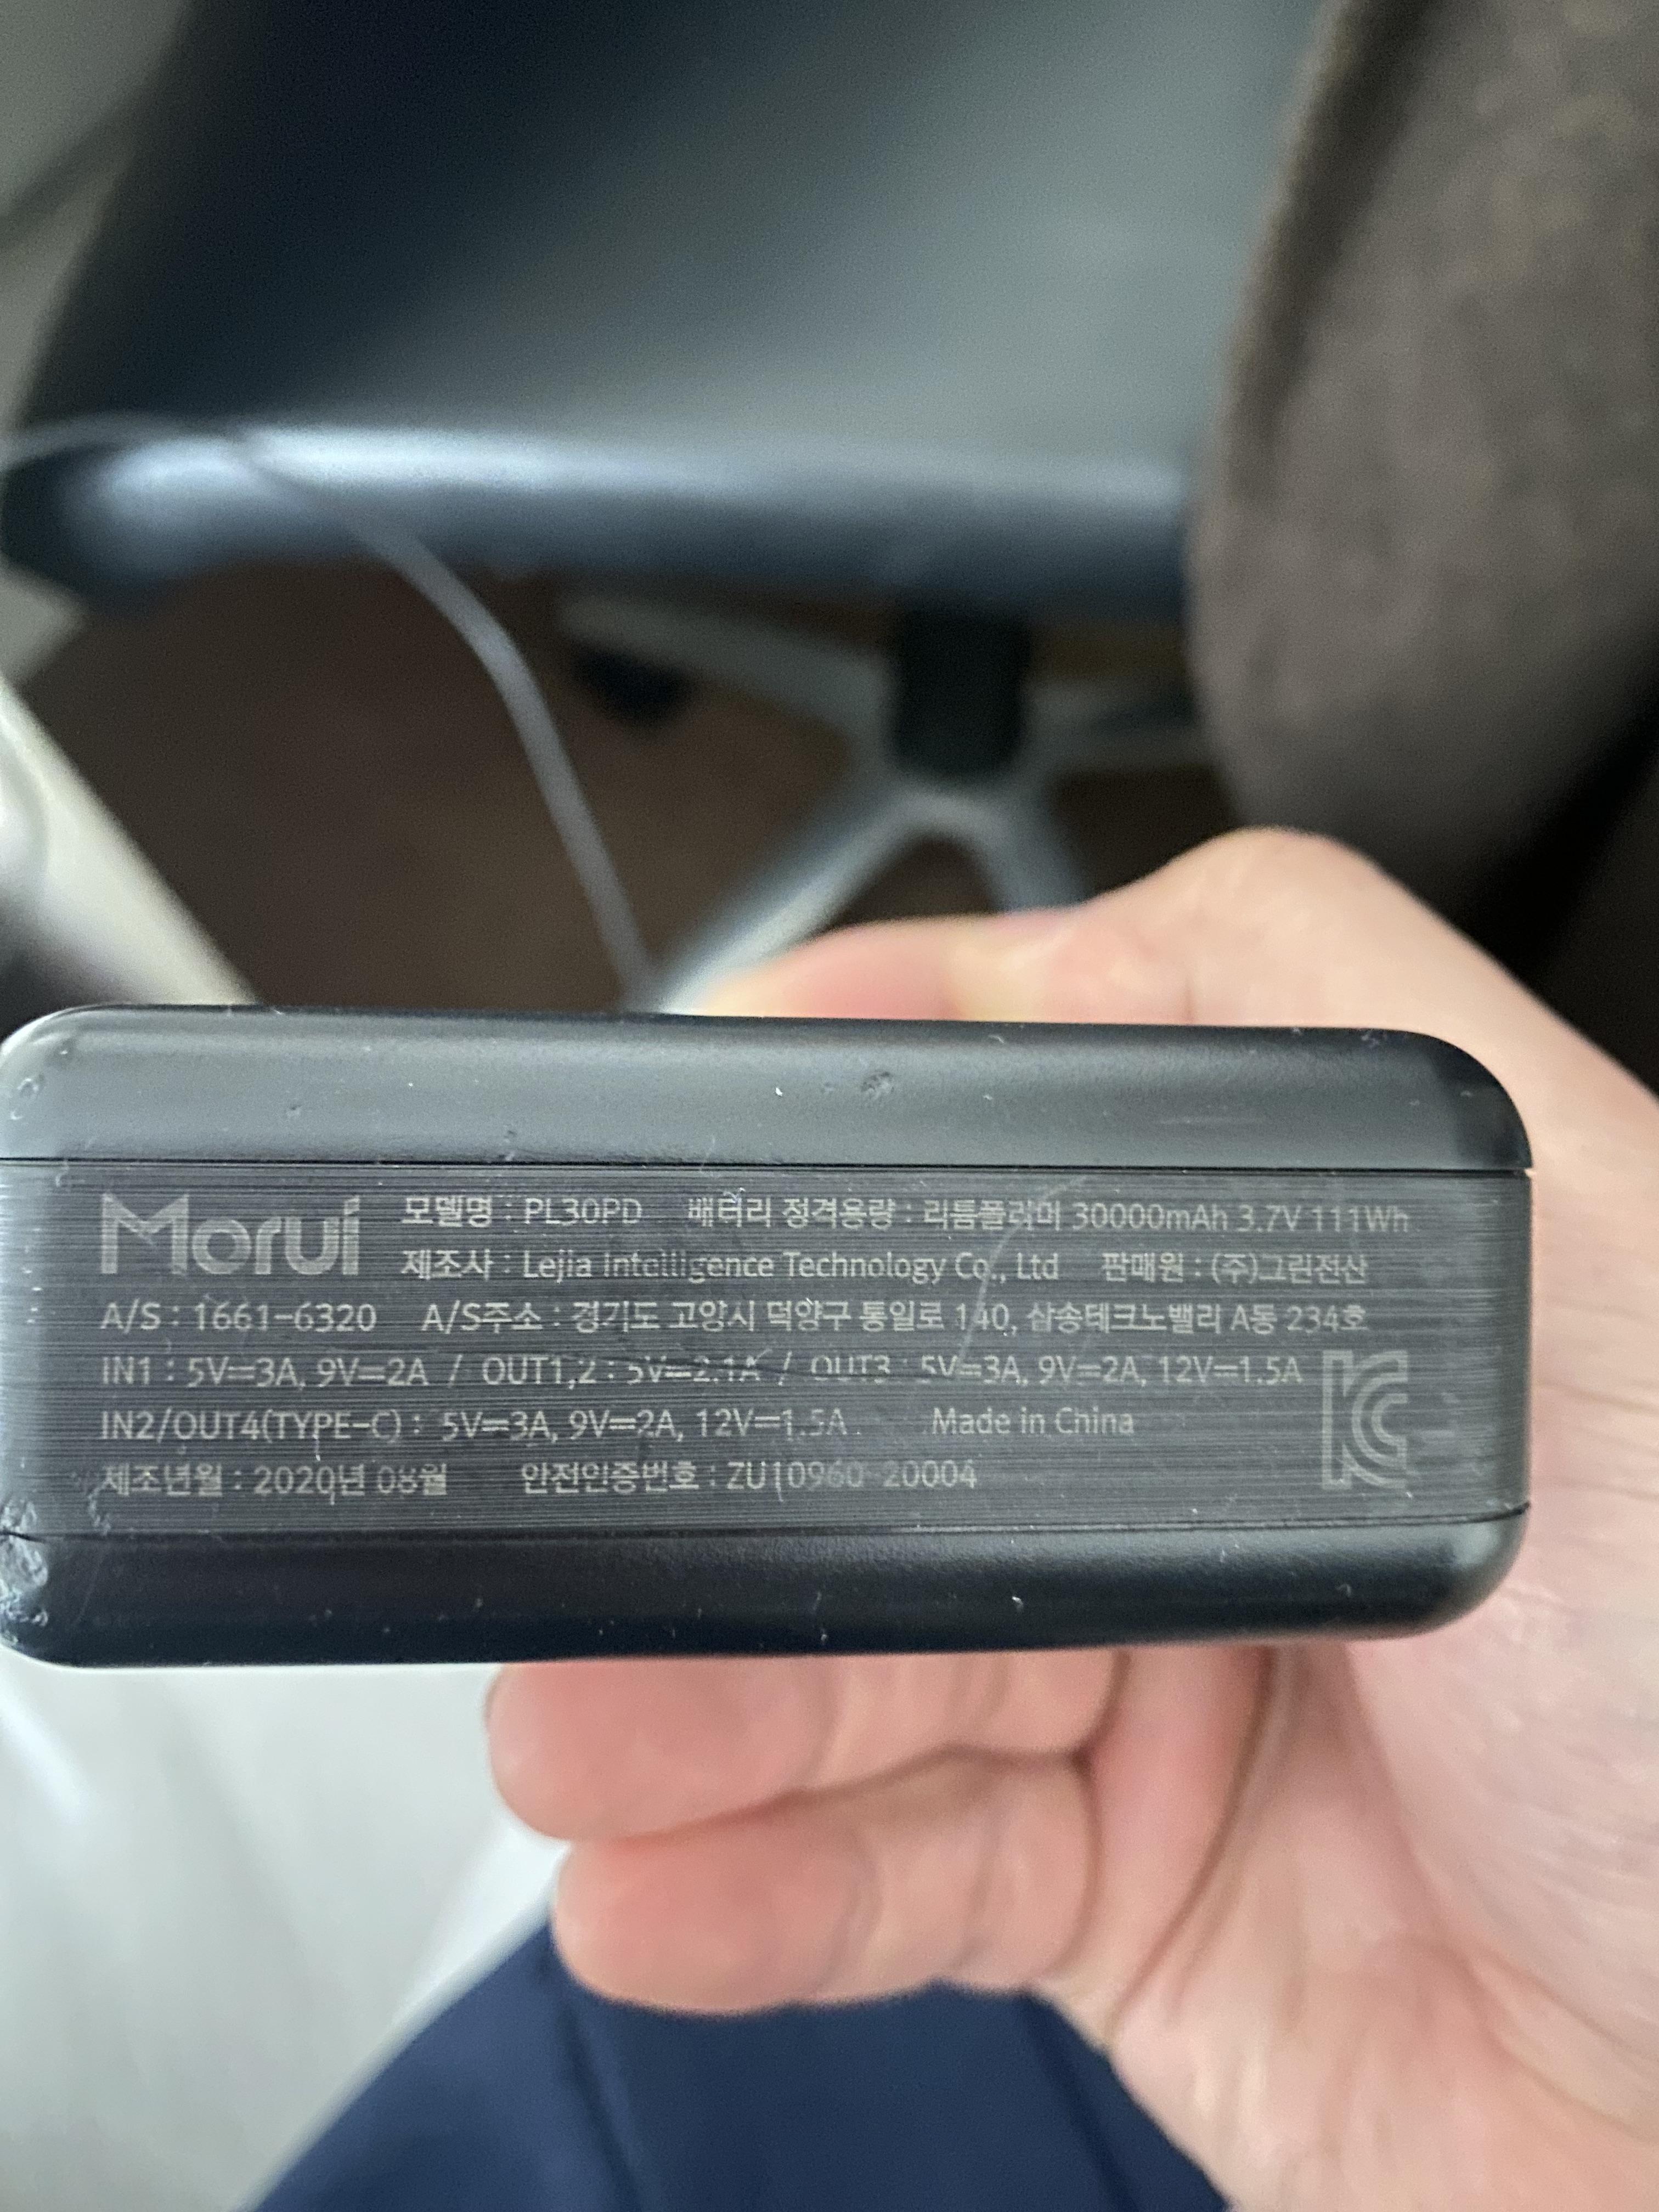 Morui 모델명 : PL30PD 배터리 정격용량 : 리튬폴리머 30000mAh 3.7V 111Wh
제조사 : Lejia Intelligence Technology Co., Ltd 판매원 : (주)그린전산
A/S : 1661-6320 A/S주소 : 경기도 고양시 덕양구 통일로 140, 삼송테크노밸리 A동 234호
IN1 : 5V⎓3A, 9V⎓2A / OUT1,2 : 5V⎓2.1A / OUT3 : 5V⎓3A, 9V⎓2A, 12V⎓1.5A
IN2/OUT4(TYPE-C) : 5V⎓3A, 9V⎓2A, 12V⎓1.5A Made in China
제조년월 : 2020년 08월 안전인증번호 : ZU10960-20004